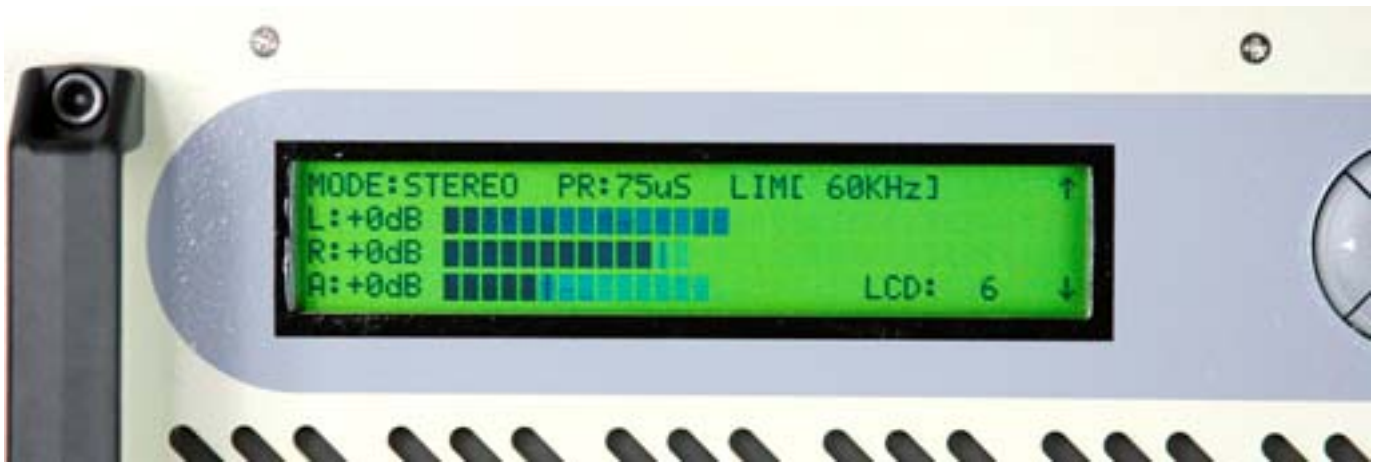 MODE:STEREO PR:75uS LIM[ 60KHz] ↑
L:+0dB
R:+0dB
A:+0dB LCD: 6 ↓